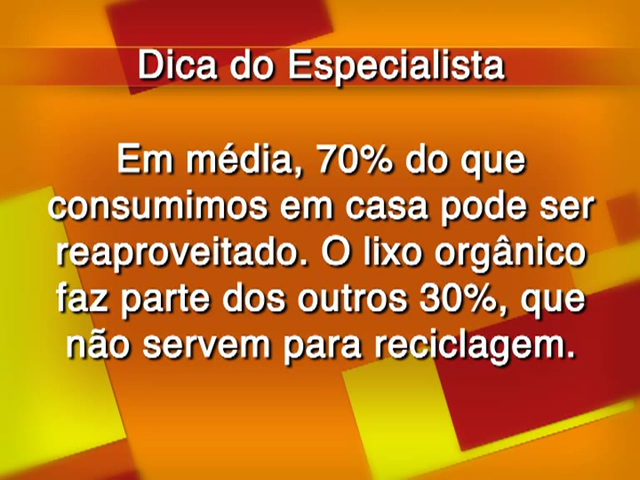 Dica do Especialista
Em média, 70% do que
consumimos em casa pode ser
reaproveitado. O lixo orgânico
faz parte dos outros 30%, que
não servem para reciclagem.